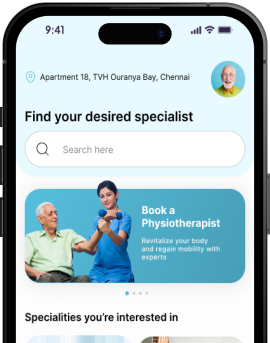 9:41
Apartment 18, TVH Ouranya Bay, Chennai
Find your desired specialist
Search here
Book a
Physiotherapist
Revitalize your body
and regain mobility with
experts
Specialities you’re interested in